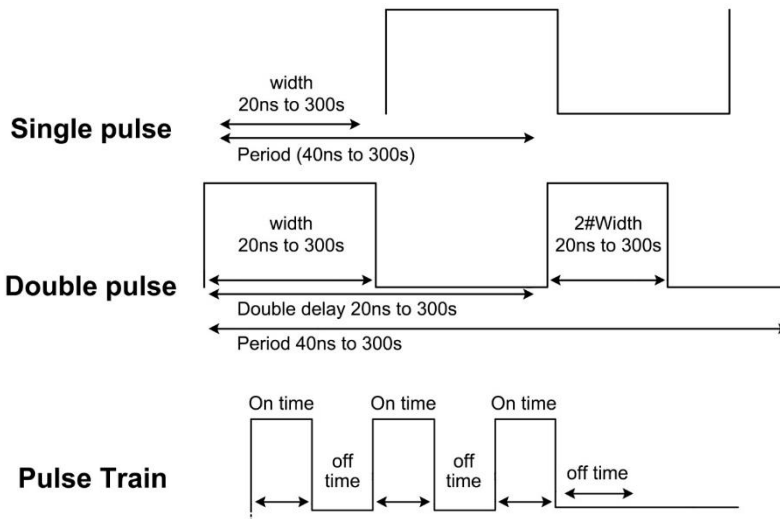 width
20ns to 300s
Single pulse
Period (40ns to 300s)
width
20ns to 300s
2#Width
20ns to 300s
Double pulse
Double delay 20ns to 300s
Period 40ns to 300s
On time
On time
On time
off
time
off
time
off time
Pulse Train